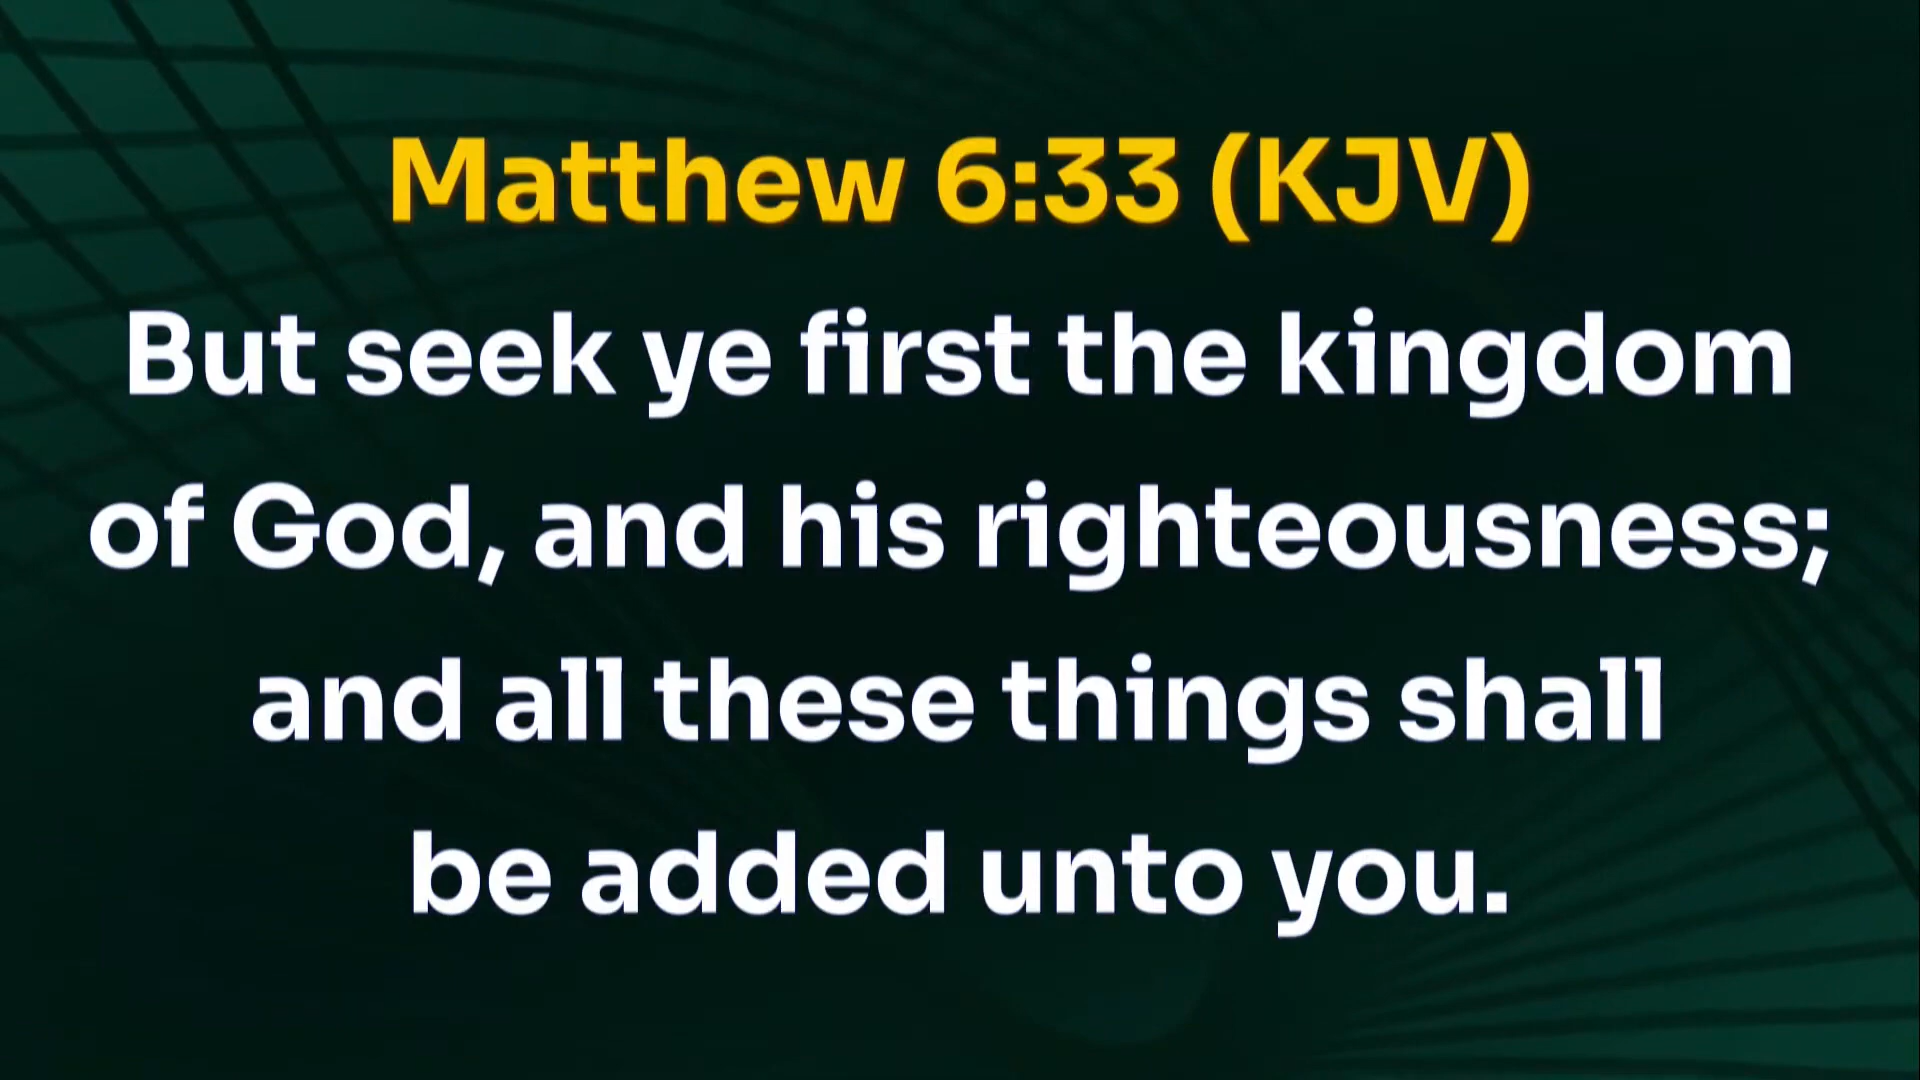 Matthew 6:33 (KJV)
But seek ye first the kingdom
of God, and his righteousness;
and all these things shall
be added unto you.